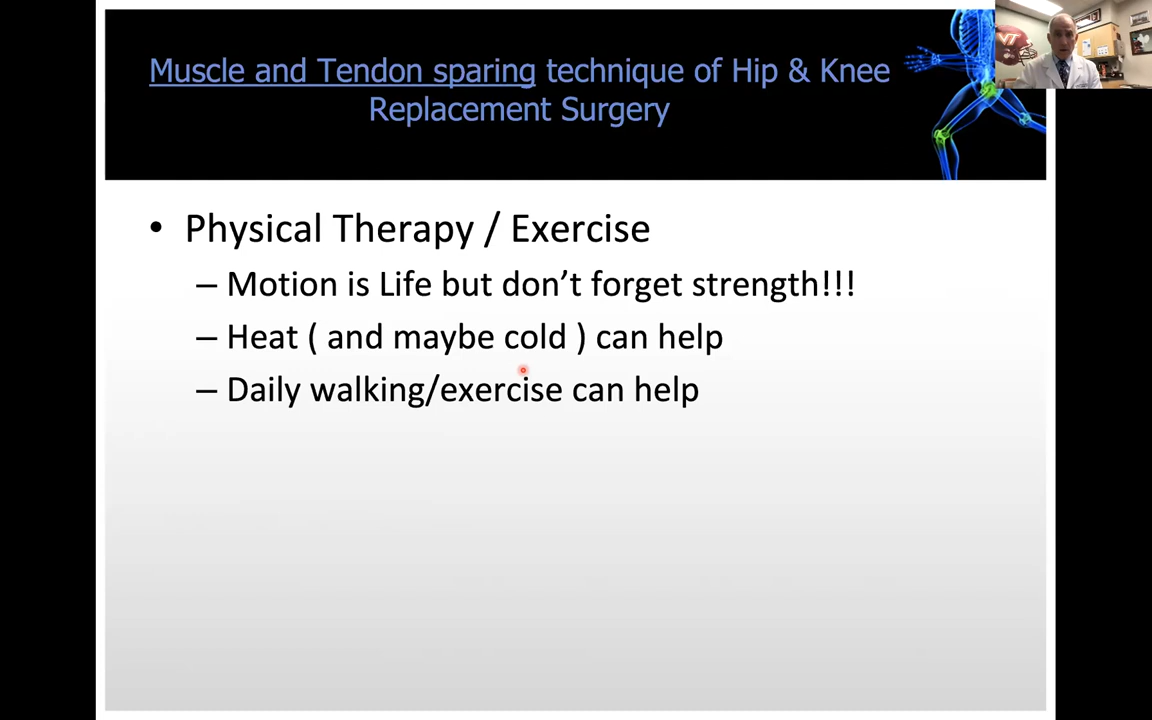 Muscle and Tendon sparing technique of Hip & Knee
Replacement Surgery
VT
• Physical Therapy / Exercise
– Motion is Life but don’t forget strength!!!
– Heat ( and maybe cold ) can help
– Daily walking/exercise can help